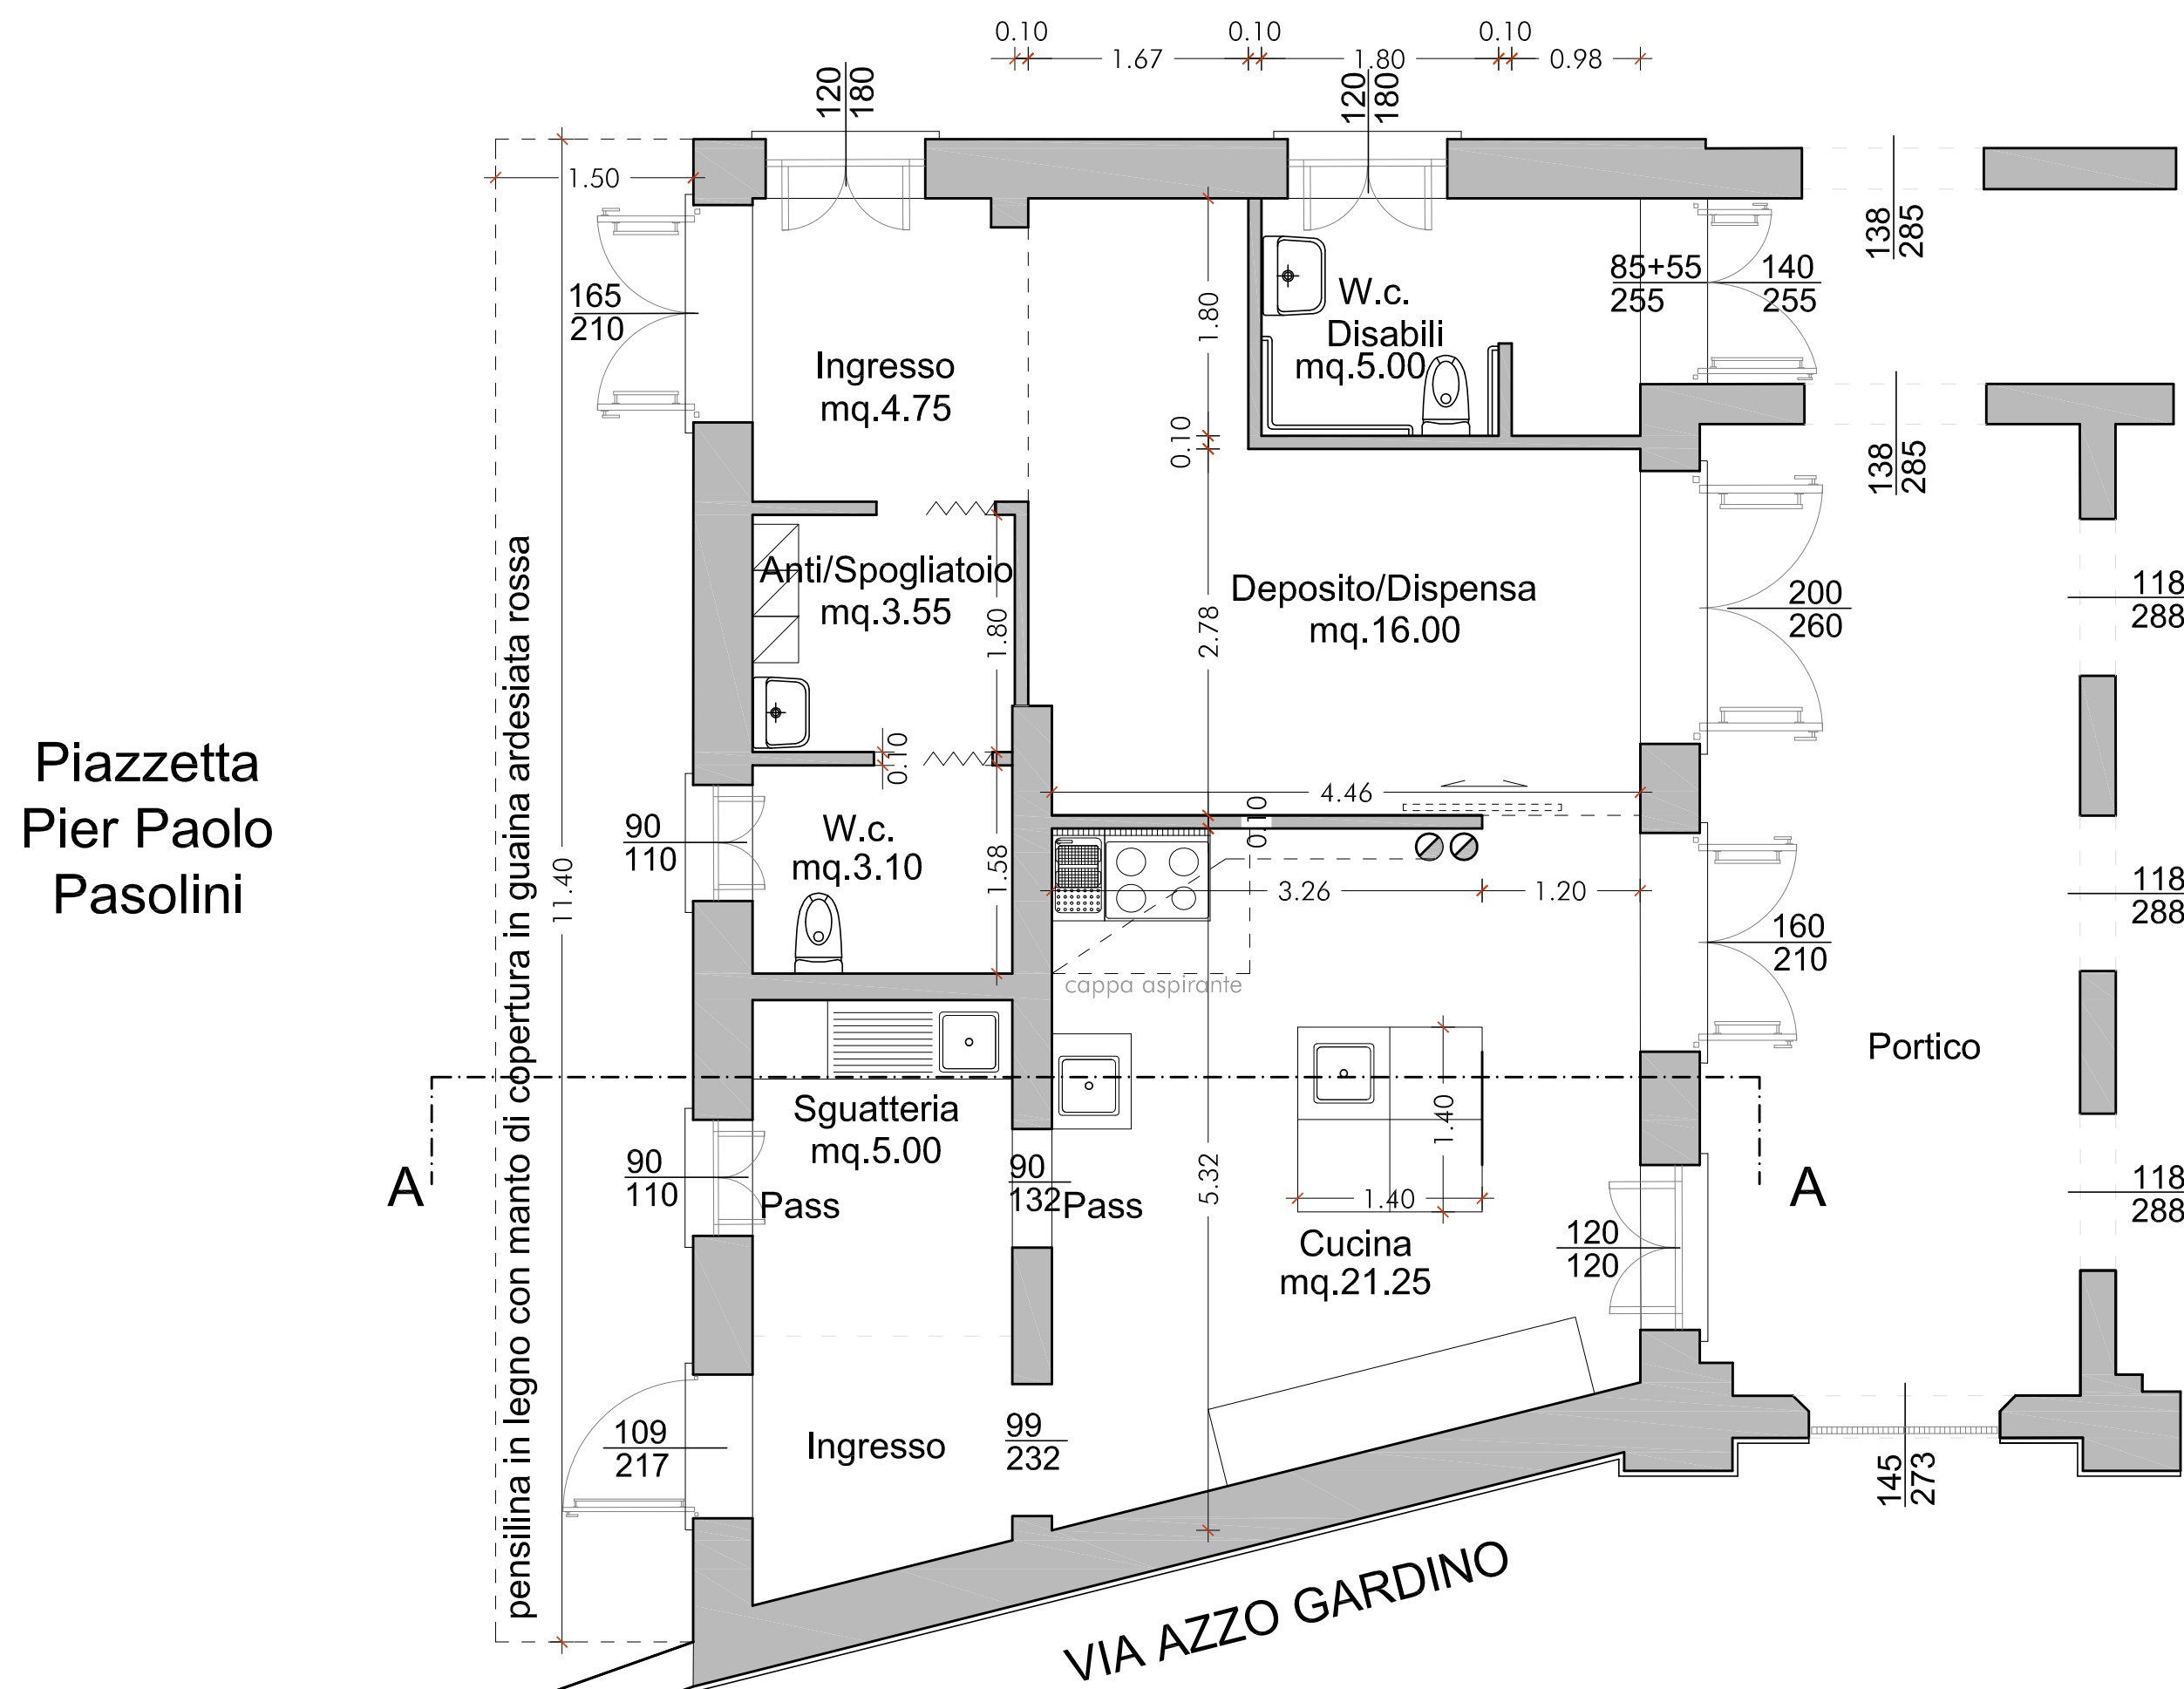 0.10
0.10
0.10
1.67
1.80
0.98
120
180
120
180
1.50
138
285
165
210
1.80
W.c.
Disabili
mq.5.00
85+55
255
140
255
Ingresso
mq.4.75
0.10
138
285
pensilina in legno con manto di copertura in guaina ardesiata rossa
11.40
Anti/Spogliatoio
mq.3.55
1.80
2.78
Deposito/Dispensa
mq.16.00
200
260
118
288
Piazzetta
Pier Paolo
Pasolini
0.10
4.46
0.10
90
110
W.c.
mq.3.10
1.58
3.26
1.20
118
288
160
210
cappa aspirante
Portico
Sguatteria
mq.5.00
1.40
90
110
Pass
90
132
Pass
5.32
1.40
A
A
118
288
Cucina
mq.21.25
120
120
109
217
Ingresso
99
232
145
273
VIA AZZO GARDINO